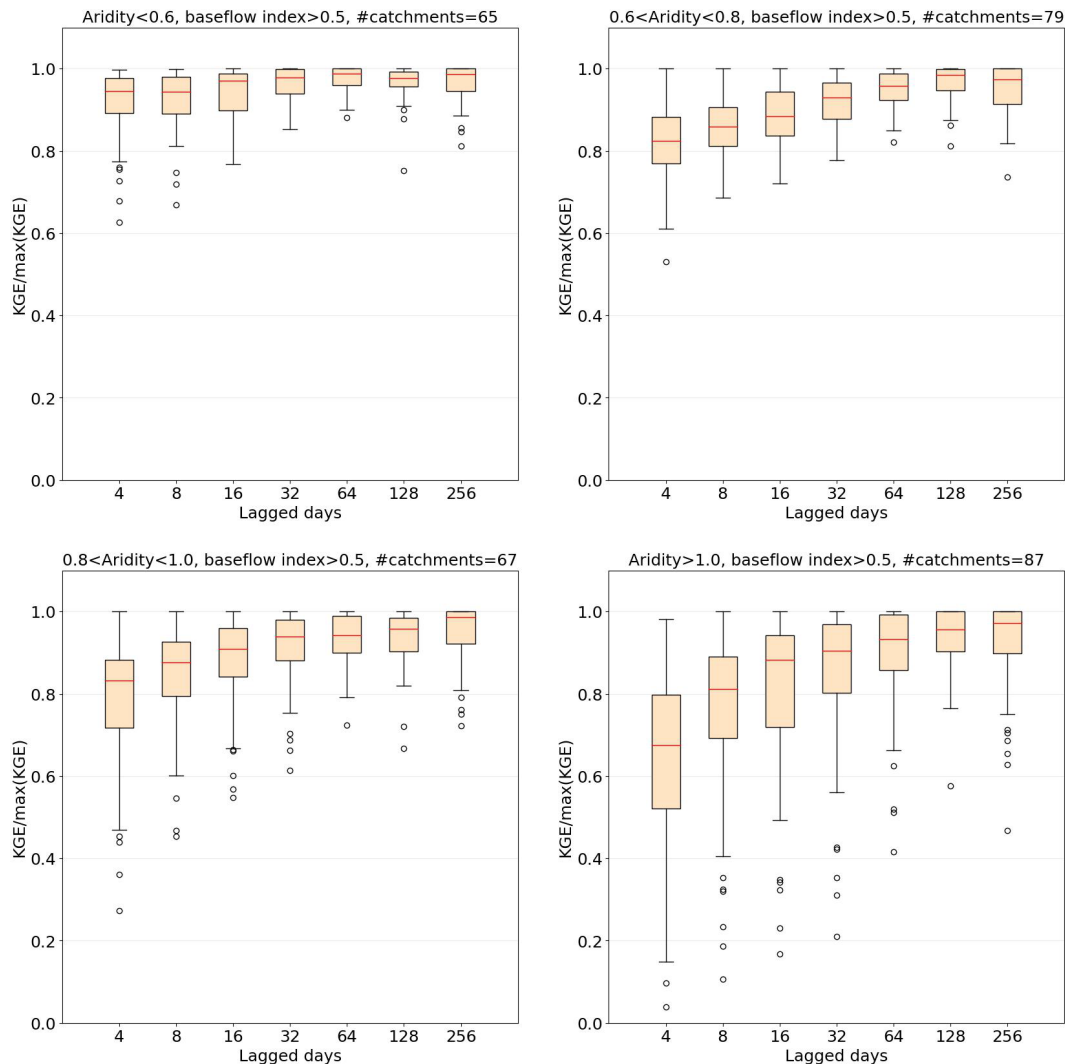 Aridity<0.6, baseflow index>0.5, #catchments=65
KGE/max(KGE)
1.0
0.8
0.6
0.4
0.2
0.0
4 8 16 32 64 128 256
Lagged days
0.6<Aridity<0.8, baseflow index>0.5, #catchments=79
KGE/max(KGE)
1.0
0.8
0.6
0.4
0.2
0.0
4 8 16 32 64 128 256
Lagged days
0.8<Aridity<1.0, baseflow index>0.5, #catchments=67
KGE/max(KGE)
1.0
0.8
0.6
0.4
0.2
0.0
4 8 16 32 64 128 256
Lagged days
Aridity>1.0, baseflow index>0.5, #catchments=87
KGE/max(KGE)
1.0
0.8
0.6
0.4
0.2
0.0
4 8 16 32 64 128 256
Lagged days